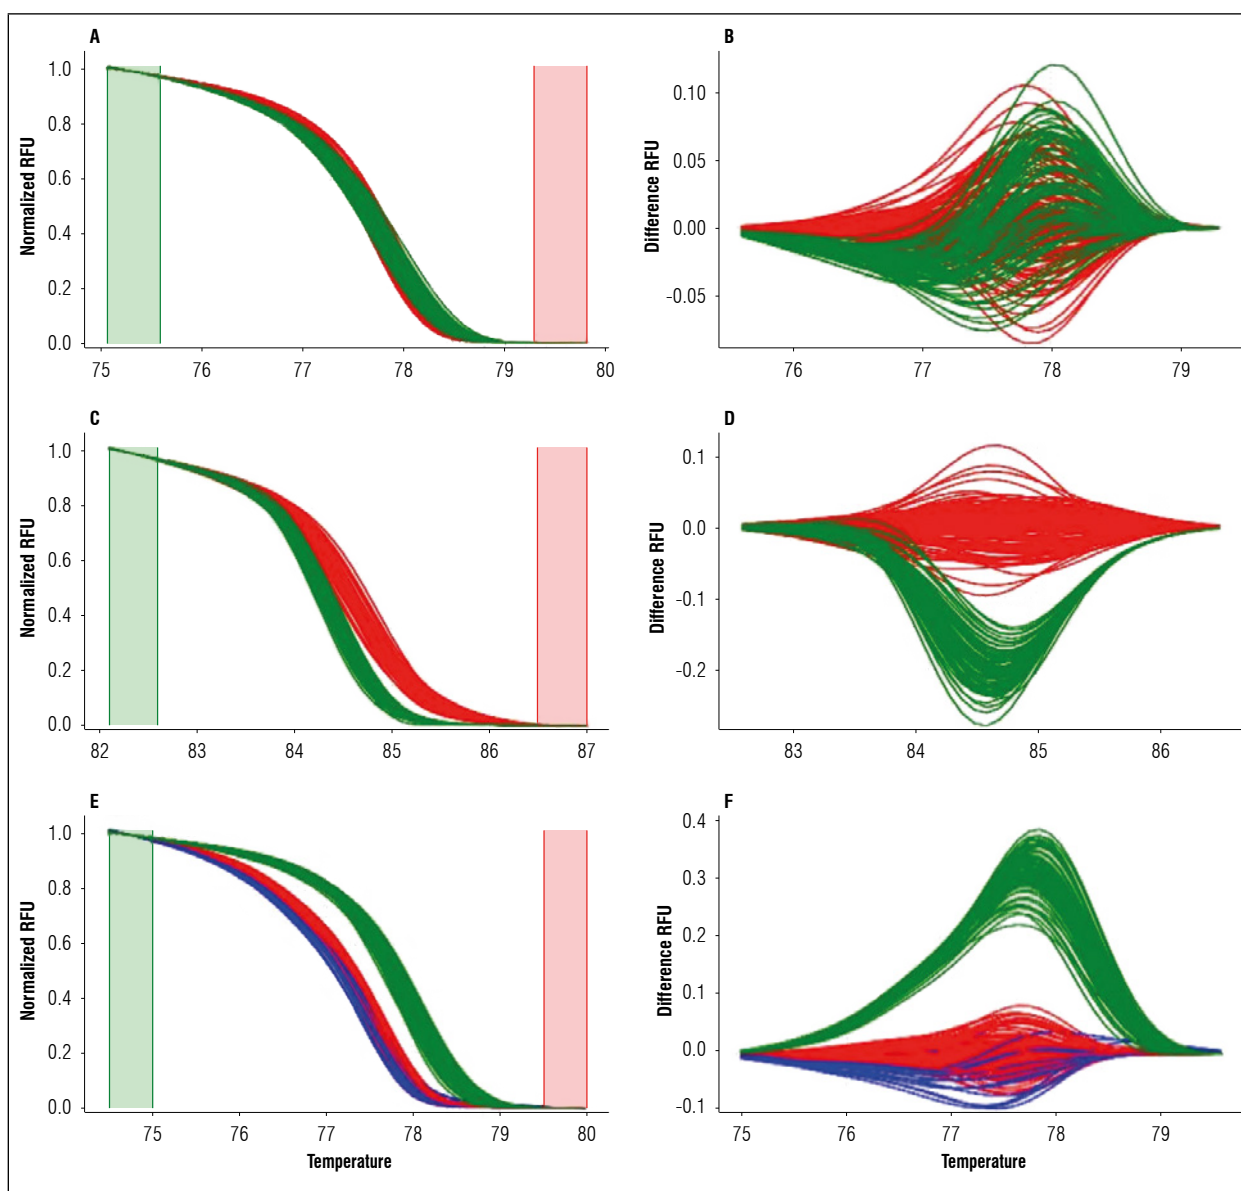 A
B
1.0
0.8
0.6
0.4
0.2
0.0
Normalized RFU
75 76 77 78 79 80
0.10
0.05
0.00
-0.05
Difference RFU
76 77 78 79
C
D
1.0
0.8
0.6
0.4
0.2
0.0
Normalized RFU
82 83 84 85 86 87
0.1
0.0
-0.1
-0.2
Difference RFU
83 84 85 86
E
F
1.0
0.8
0.6
0.4
0.2
0.0
Normalized RFU
75 76 77 78 79 80
Temperature
0.4
0.3
0.2
0.1
0.0
-0.1
Difference RFU
75 76 77 78 79
Temperature